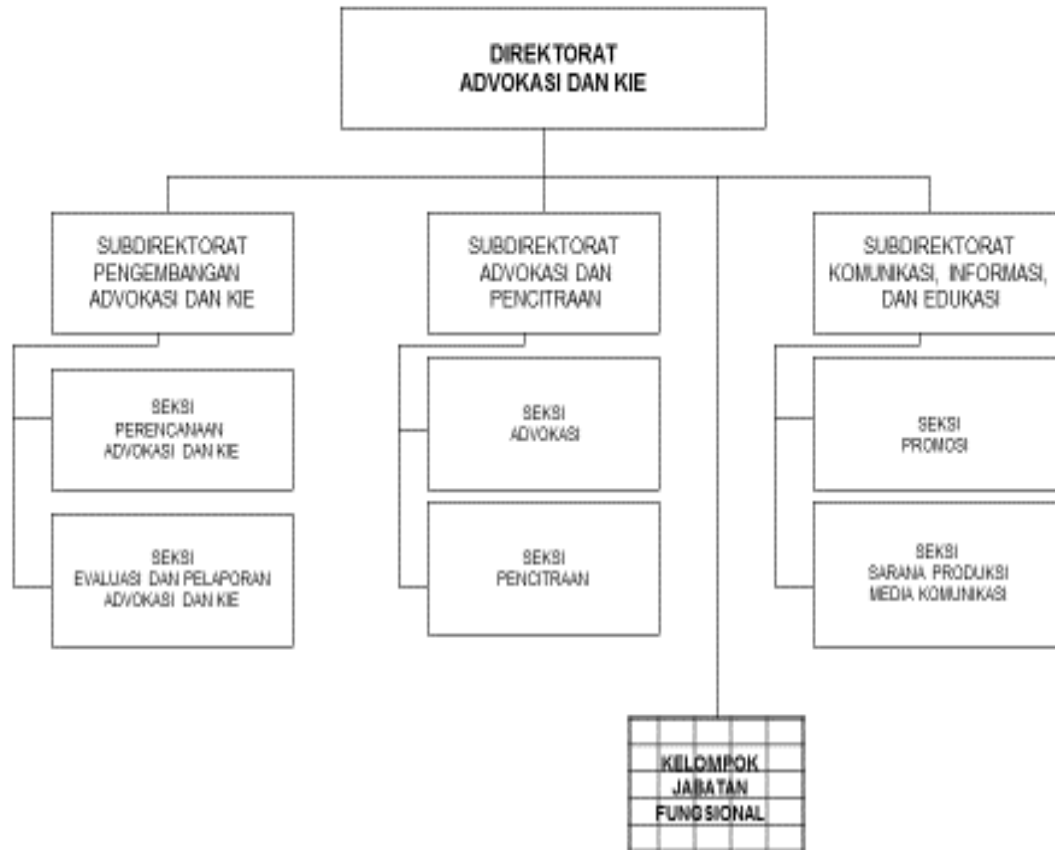 DIREKTORAT
ADVOKASI DAN KIE
SUBDIREKTORAT
PENGEMBANGAN
ADVOKASI DAN KIE
SEKSI
PERENCANAAN
ADVOKASI DAN KIE
SEKSI
EVALUASI DAN PELAPORAN
ADVOKASI DAN KIE
SUBDIREKTORAT
ADVOKASI DAN
PENCITRAAN
SEKSI
ADVOKASI
SEKSI
PENCITRAAN
SUBDIREKTORAT
KOMUNIKASI, INFORMASI,
DAN EDUKASI
SEKSI
PROMOSI
SEKSI
SARANA PRODUKSI
MEDIA KOMUNIKASI
KELOMPOK
JABATAN
FUNGSIONAL